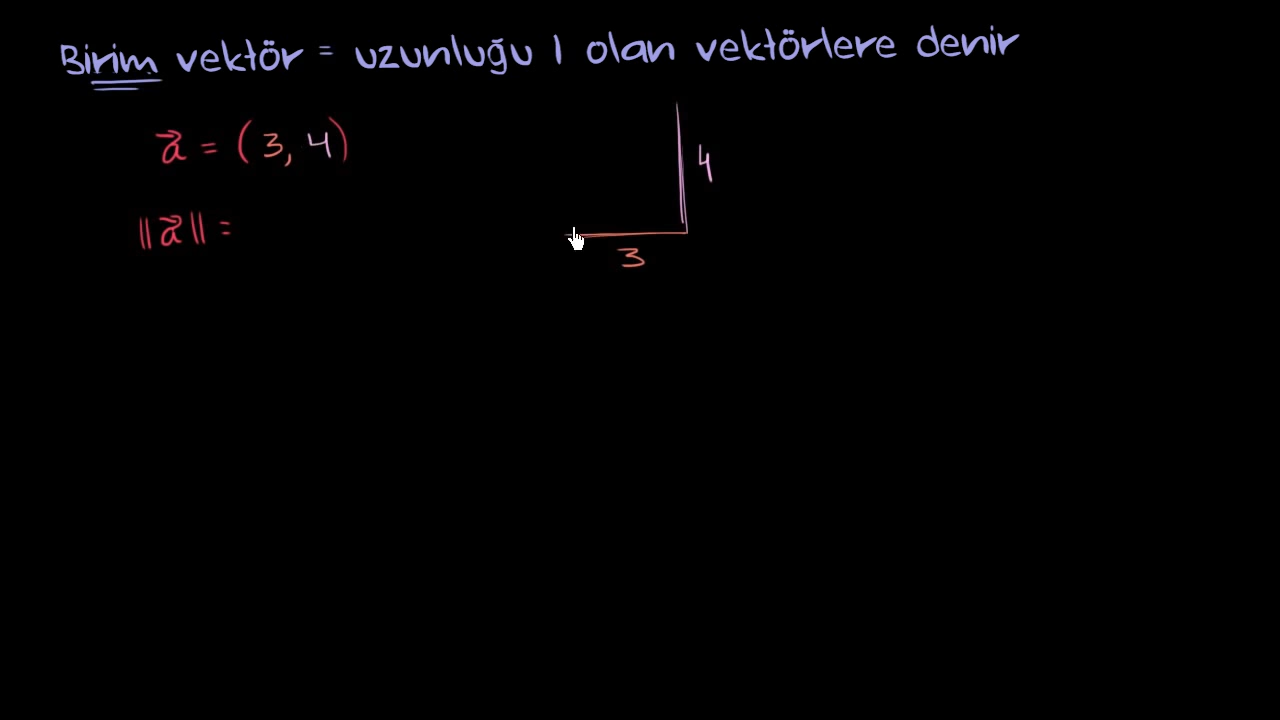 Birim vektör = uzunluğu 1 olan vektörlere denir
a⃗ = (3, 4)
4
||a⃗|| =
3